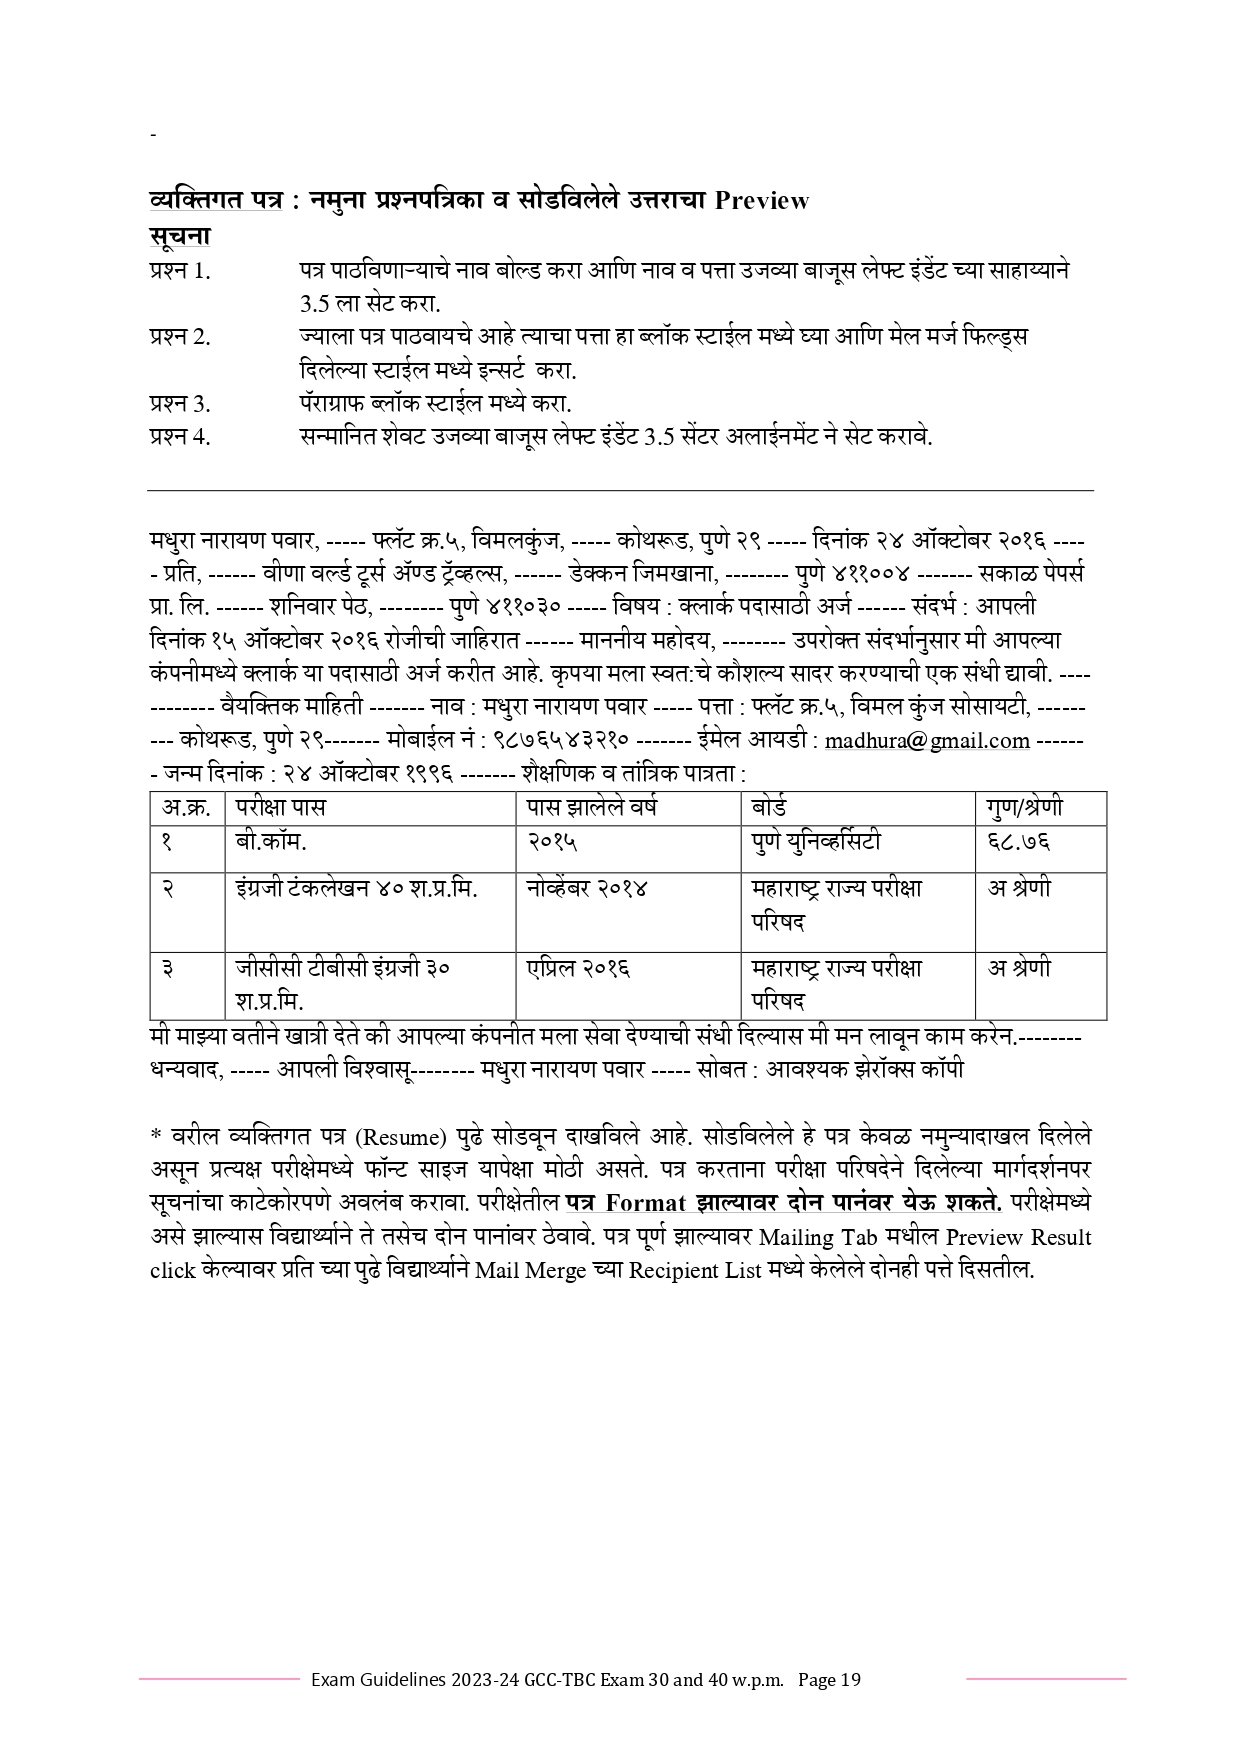 -
व्यक्तिगत पत्र : नमुना प्रश्नपत्रिका व सोडविलेले उत्तराचा Preview
सूचना
प्रश्न 1. पत्र पाठविणाऱ्याचे नाव बोल्ड करा आणि नाव व पत्ता उजव्या बाजूस लेफ्ट इंडेंट च्या साहाय्याने
3.5 ला सेट करा.
प्रश्न 2. ज्याला पत्र पाठवायचे आहे त्याचा पत्ता हा ब्लॉक स्टाईल मध्ये घ्या आणि मेल मर्ज फिल्ड्स
दिलेल्या स्टाईल मध्ये इन्सर्ट करा.
प्रश्न 3. पॅराग्राफ ब्लॉक स्टाईल मध्ये करा.
प्रश्न 4. सन्मानित शेवट उजव्या बाजूस लेफ्ट इंडेंट 3.5 सेंटर अलाईनमेंट ने सेट करावे.
मधुरा नारायण पवार, ----- फ्लॅट क्र.५, विमलकुंज, ----- कोथरूड, पुणे २९ ----- दिनांक २४ ऑक्टोबर २०१६ ----
- प्रति, ------ वीणा वर्ल्ड टूर्स ॲण्ड ट्रॅव्हल्स, ------ डेक्कन जिमखाना, -------- पुणे ४११००४ ------- सकाळ पेपर्स
प्रा. लि. ------ शनिवार पेठ, -------- पुणे ४११०३० ----- विषय : क्लार्क पदासाठी अर्ज ------ संदर्भ : आपली
दिनांक १५ ऑक्टोबर २०१६ रोजीची जाहिरात ------ माननीय महोदय, -------- उपरोक्त संदर्भानुसार मी आपल्या
कंपनीमध्ये क्लार्क या पदासाठी अर्ज करीत आहे. कृपया मला स्वत:चे कौशल्य सादर करण्याची एक संधी द्यावी. ----
----------- वैयक्तिक माहिती ------- नाव : मधुरा नारायण पवार ----- पत्ता : फ्लॅट क्र.५, विमल कुंज सोसायटी, ------
--- कोथरूड, पुणे २९------- मोबाईल नं : ९८७६५४३२१० ------- ईमेल आयडी : madhura@gmail.com ------
- जन्म दिनांक : २४ ऑक्टोबर १९९६ ------- शैक्षणिक व तांत्रिक पात्रता :
अ.क्र. परीक्षा पास पास झालेले वर्ष बोर्ड गुण/श्रेणी
१ बी.कॉम. २०१५ पुणे युनिव्हर्सिटी ६८.७६
२ इंग्रजी टंकलेखन ४० श.प्र.मि. नोव्हेंबर २०१४ महाराष्ट्र राज्य परीक्षा अ श्रेणी
परिषद
३ जीसीसी टीबीसी इंग्रजी ३० एप्रिल २०१६ महाराष्ट्र राज्य परीक्षा अ श्रेणी
श.प्र.मि. परिषद
मी माझ्या वतीने खात्री देते की आपल्या कंपनीत मला सेवा देण्याची संधी दिल्यास मी मन लावून काम करेन.--------
धन्यवाद, ----- आपली विश्वासू-------- मधुरा नारायण पवार ----- सोबत : आवश्यक झेरॉक्स कॉपी
* वरील व्यक्तिगत पत्र (Resume) पुढे सोडवून दाखविले आहे. सोडविलेले हे पत्र केवळ नमुन्यादाखल दिलेले
असून प्रत्यक्ष परीक्षेमध्ये फॉन्ट साइज यापेक्षा मोठी असते. पत्र करताना परीक्षा परिषदेने दिलेल्या मार्गदर्शनपर
सूचनांचा काटेकोरपणे अवलंब करावा. परीक्षेतील पत्र Format झाल्यावर दोन पानंवर येऊ शकते. परीक्षेमध्ये
असे झाल्यास विद्यार्थ्याने ते तसेच दोन पानांवर ठेवावे. पत्र पूर्ण झाल्यावर Mailing Tab मधील Preview Result
click केल्यावर प्रति च्या पुढे विद्यार्थ्याने Mail Merge च्या Recipient List मध्ये केलेले दोनही पत्ते दिसतील.
Exam Guidelines 2023-24 GCC-TBC Exam 30 and 40 w.p.m. Page 19